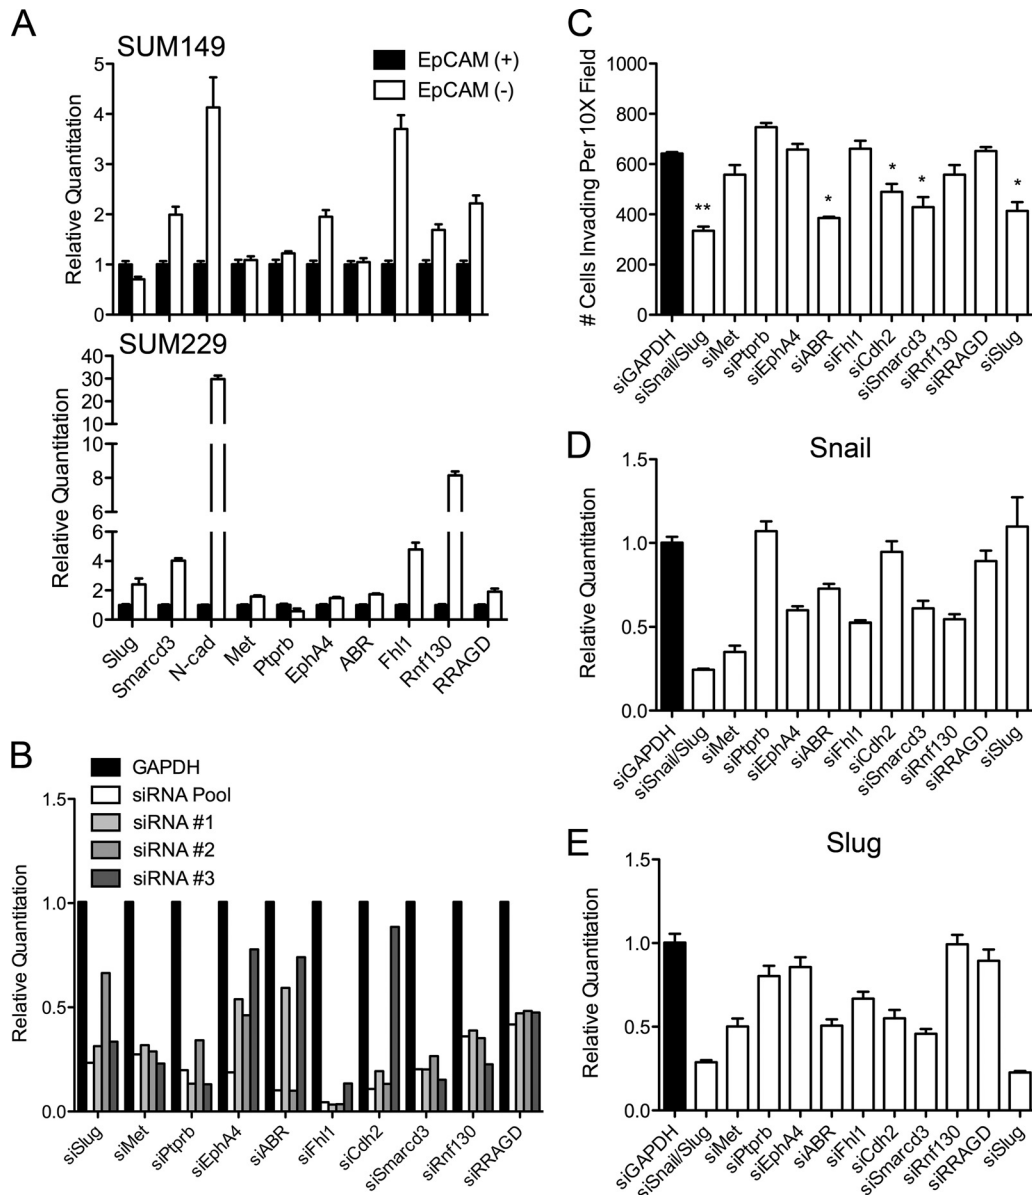 A
SUM149
EpCAM (+)
EpCAM (-)
Relative Quantitation
5
4
3
2
1
0
SUM229
Relative Quantitation
40
30
20
10
10
8
6
6
4
2
0
Slug
Smarcd3
N-cad
Met
Ptprb
EphA4
ABR
Fhl1
Rnf130
RRAGD
B
GAPDH
siRNA Pool
siRNA #1
siRNA #2
siRNA #3
Relative Quantitation
1.5
1.0
0.5
0.0
siSlug
siMet
siPtprb
siEphA4
siABR
siFhl1
siCdh2
siSmarcd3
siRnf130
siRRAGD
C
# Cells Invading Per 10X Field
1000
800
600
400
200
0
**
*
*
*
*
siGAPDH
siSnail/Slug
siMet
siPtprb
siEphA4
siABR
siFhl1
siCdh2
siSmarcd3
siRnf130
siRRAGD
siSlug
D
Snail
Relative Quantitation
1.5
1.0
0.5
0.0
siGAPDH
siSnail/Slug
siMet
siPtprb
siEphA4
siABR
siFhl1
siCdh2
siSmarcd3
siRnf130
siRRAGD
siSlug
E
Slug
Relative Quantitation
1.5
1.0
0.5
0.0
siGAPDH
siSnail/Slug
siMet
siPtprb
siEphA4
siABR
siFhl1
siCdh2
siSmarcd3
siRnf130
siRRAGD
siSlug